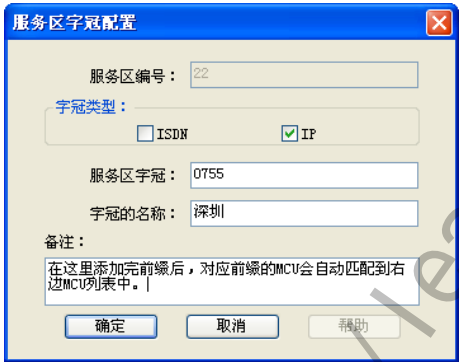 服务区字冠配置
服务区编号： 22
字冠类型：
ISDN IP
服务区字冠： 0755
字冠的名称： 深圳
备注：
在这里添加完前缀后，对应前缀的MCU会自动匹配到右
边MCU列表中。
确定 取消 帮助